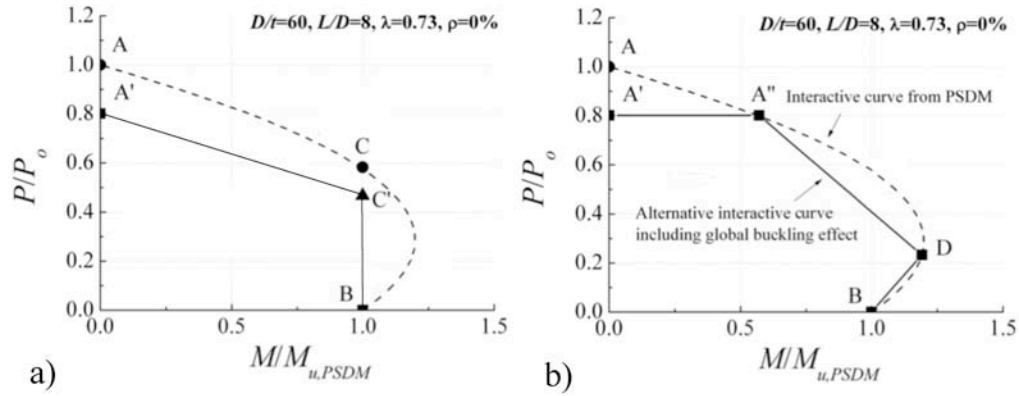 D/t=60, L/D=8, λ=0.73, ρ=0%
1.2
1.0
0.8
0.6
0.4
0.2
0.0
P/Po
A
A'
C
C'
B
0.0 0.5 1.0 1.5
M/Mu,PSDM
a)
D/t=60, L/D=8, λ=0.73, ρ=0%
1.2
1.0
0.8
0.6
0.4
0.2
0.0
P/Po
A
A'
A"
Interactive curve from PSDM
Alternative interactive curve
including global buckling effect
D
B
0.0 0.5 1.0 1.5
M/Mu,PSDM
b)